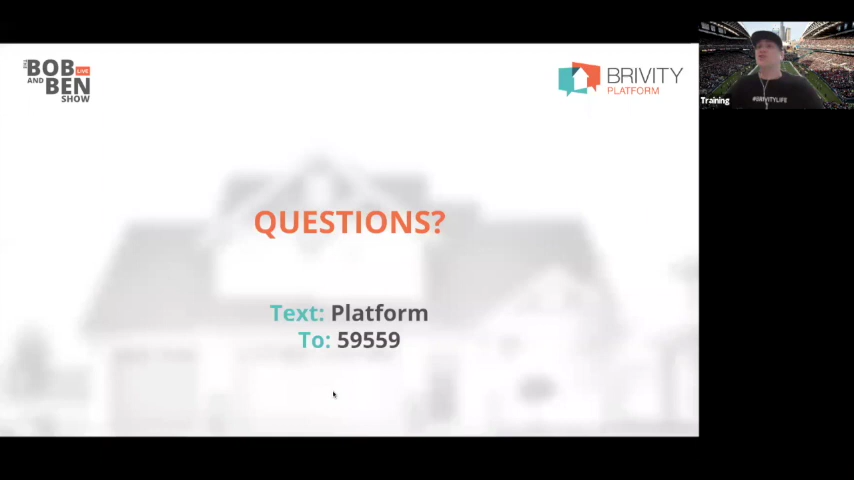 THE
BOB LIVE
AND BEN
SHOW
BRIVITY
PLATFORM
Training
#BRIVITYLIFE
QUESTIONS?
Text: Platform
To: 59559